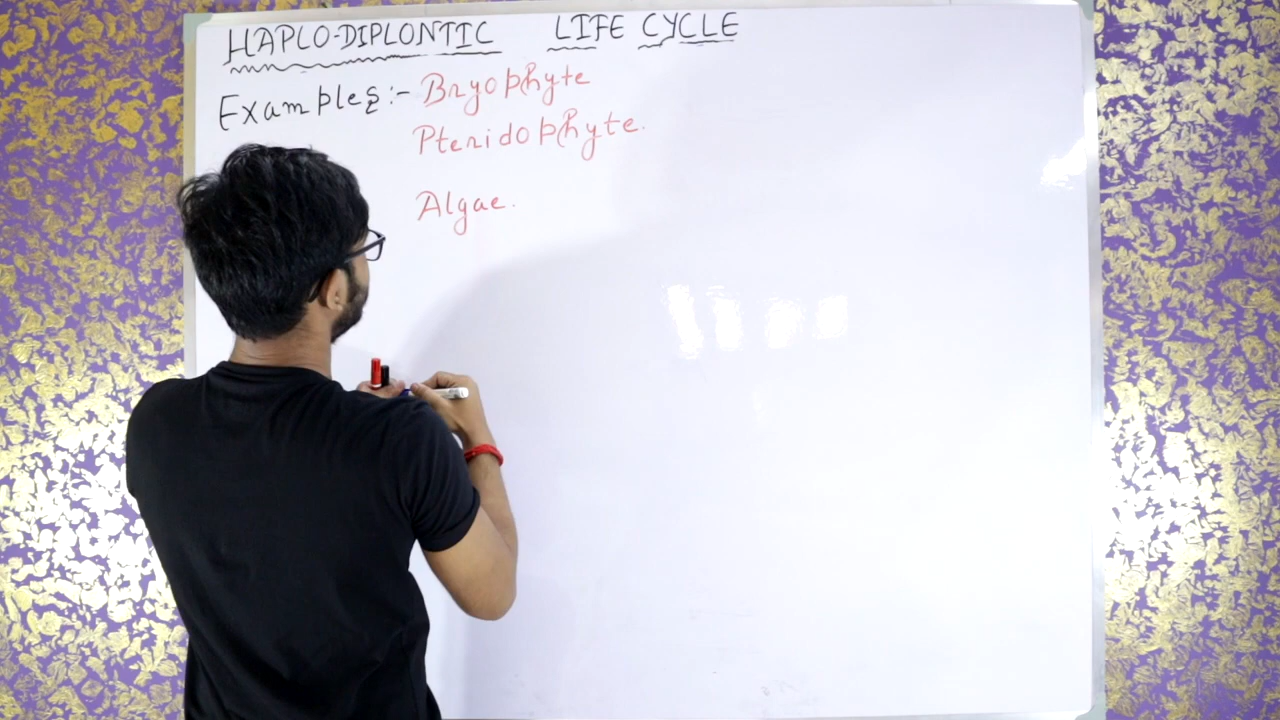 HAPLO-DIPLONTIC LIFE CYCLE
Examples:- Bryophyte
Pteridophyte.
Algae.